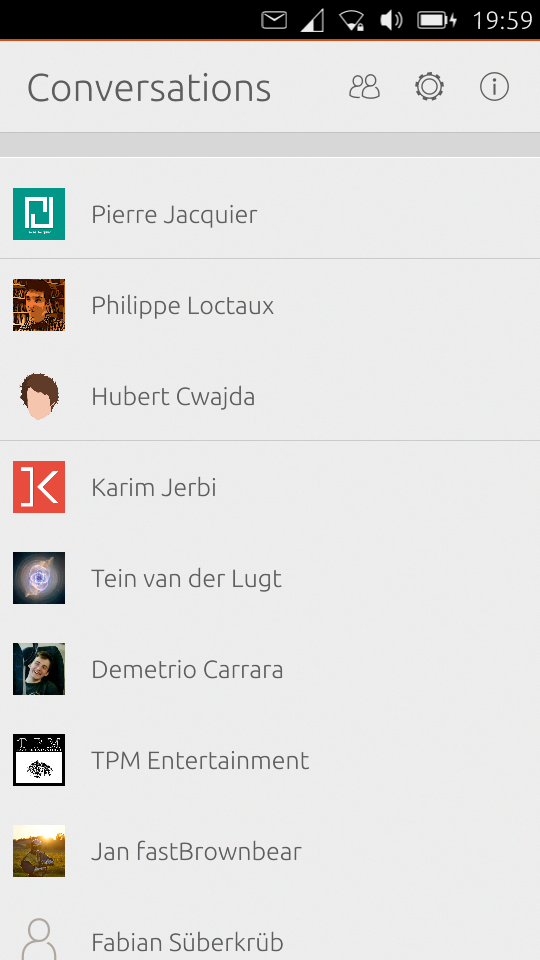 19:59
Conversations
Pierre Jacquier
Philippe Loctaux
Hubert Cwajda
Karim Jerbi
Tein van der Lugt
Demetrio Carrara
TPM
TPM Entertainment
Jan fastBrownbear
Fabian Süberkrüb